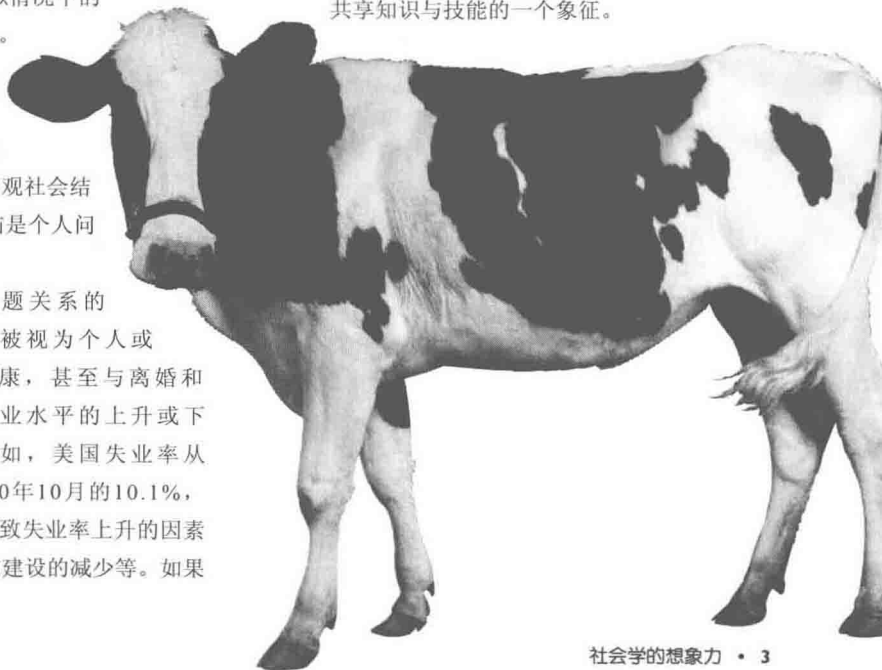 情况下的
。
观社会结
是个人问
题关系的
被视为个人或
康，甚至与离婚和
业水平的上升或下
如，美国失业率从
0年10月的10.1%，
致失业率上升的因素
建设的减少等。如果
共享知识与技能的一个象征。
社会学的想象力 • 3